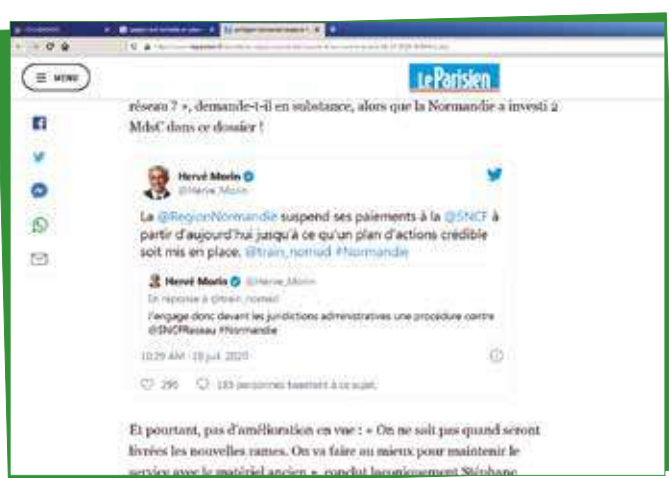 MENU
Le Parisien
réseau ? », demande-t-il en substance, alors que la Normandie a investi 2
Mds€ dans ce dossier !
Hervé Morin
@Herve_Morin
La @RegionNormandie suspend ses paiements à la @SNCF à
partir d'aujourd'hui jusqu'à ce qu'un plan d'actions crédible
soit mis en place. @train_nomad #Normandie
Hervé Morin @Herve_Morin
En réponse à @train_nomad
J'engage donc devant les juridictions administratives une procédure contre
@SNCFReseau #Normandie
10:29 AM · 18 juil. 2020
296 183 personnes tweetent à ce sujet.
Et pourtant, pas d'amélioration en vue : « On ne sait pas quand seront
livrées les nouvelles rames. On va faire au mieux pour maintenir le
service avec le matériel ancien », conclut laconiquement Stéphane